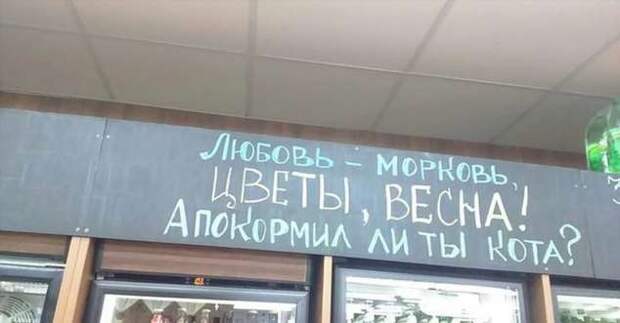 Любовь – морковь,
ЦВЕТЫ, ВЕСНА!
А ПОКОРМИЛ ЛИ ТЫ КОТА?